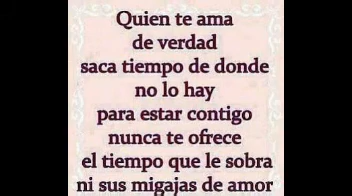 Quien te ama
de verdad
saca tiempo de donde
no lo hay
para estar contigo
nunca te ofrece
el tiempo que le sobra
ni sus migajas de amor